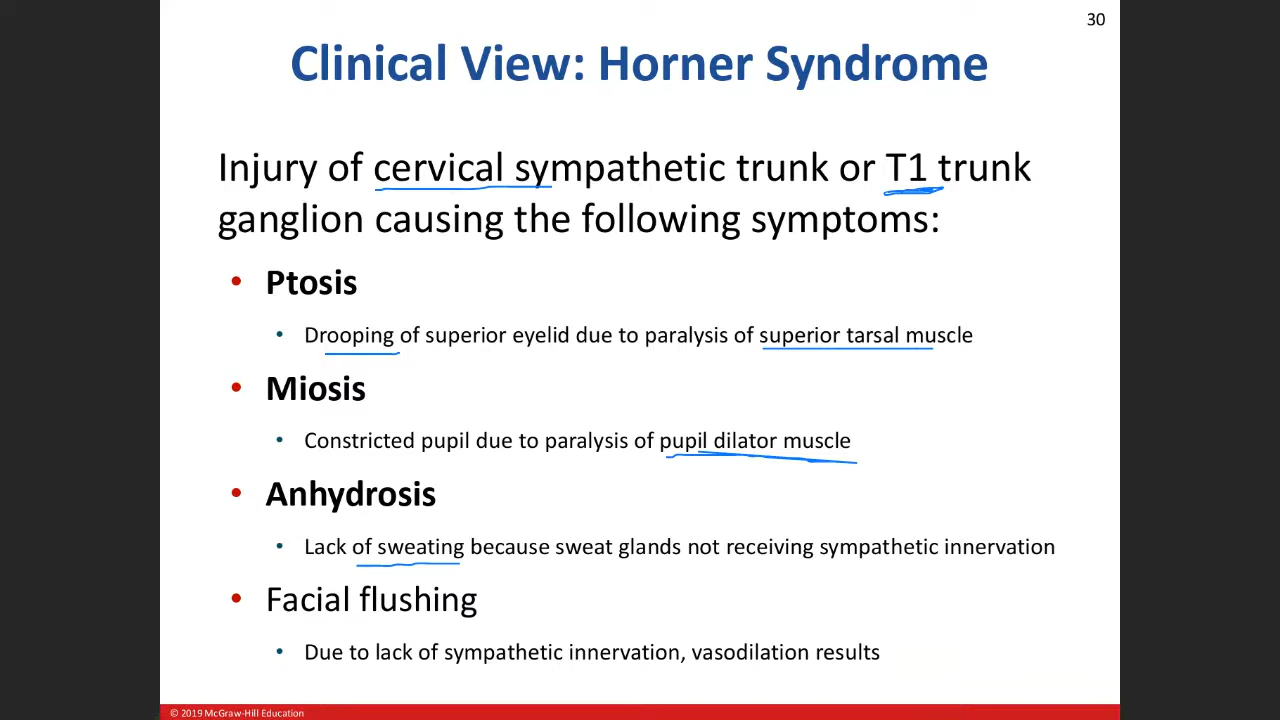 30
Clinical View: Horner Syndrome
Injury of cervical sympathetic trunk or T1 trunk
ganglion causing the following symptoms:
• Ptosis
• Drooping of superior eyelid due to paralysis of superior tarsal muscle
• Miosis
• Constricted pupil due to paralysis of pupil dilator muscle
• Anhydrosis
• Lack of sweating because sweat glands not receiving sympathetic innervation
• Facial flushing
• Due to lack of sympathetic innervation, vasodilation results
© 2019 McGraw-Hill Education